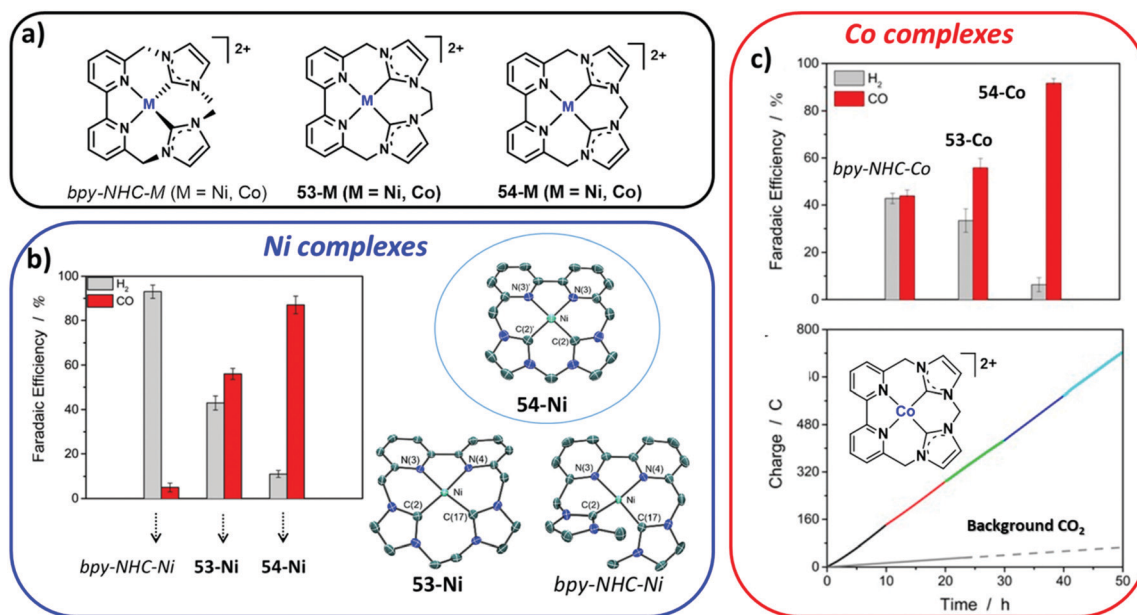 a)
2+
2+
2+
N
N
N
N
N
N
M
N
N
N
N
N
N
M
N
N
N
N
N
N
M
bpy-NHC-M (M = Ni, Co)
53-M (M = Ni, Co)
54-M (M = Ni, Co)
Ni complexes
b)
100
80
60
40
20
0
Faradaic Efficiency / %
H2
CO
bpy-NHC-Ni
53-Ni
54-Ni
N(3)'
N(3)
Ni
C(2)'
C(2)
54-Ni
N(3)
N(4)
Ni
C(2)
C(17)
53-Ni
N(3)
N(4)
Ni
C(2)
C(17)
bpy-NHC-Ni
Co complexes
c)
100
80
60
40
20
0
Faradaic Efficiency / %
H2
CO
bpy-NHC-Co
53-Co
54-Co
800
480
320
160
0
Charge / C
2+
N
N
N
N
N
N
Co
Background CO2
0
10
20
30
40
50
Time / h